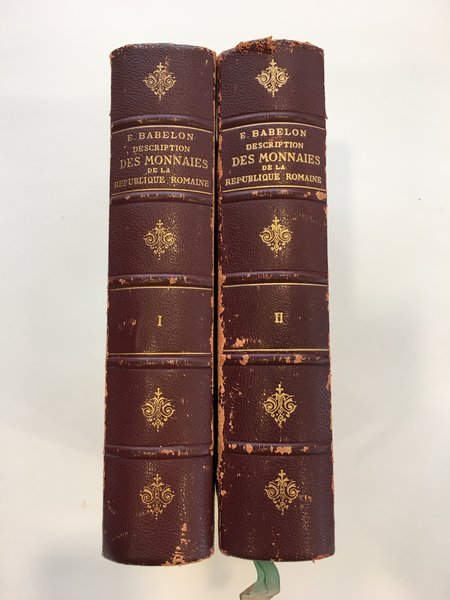 E. BABELON
DESCRIPTION
DES MONNAIES
DE LA
REPUBLIQUE ROMAINE
I
E. BABELON
DESCRIPTION
DES MONNAIES
DE LA
REPUBLIQUE ROMAINE
II